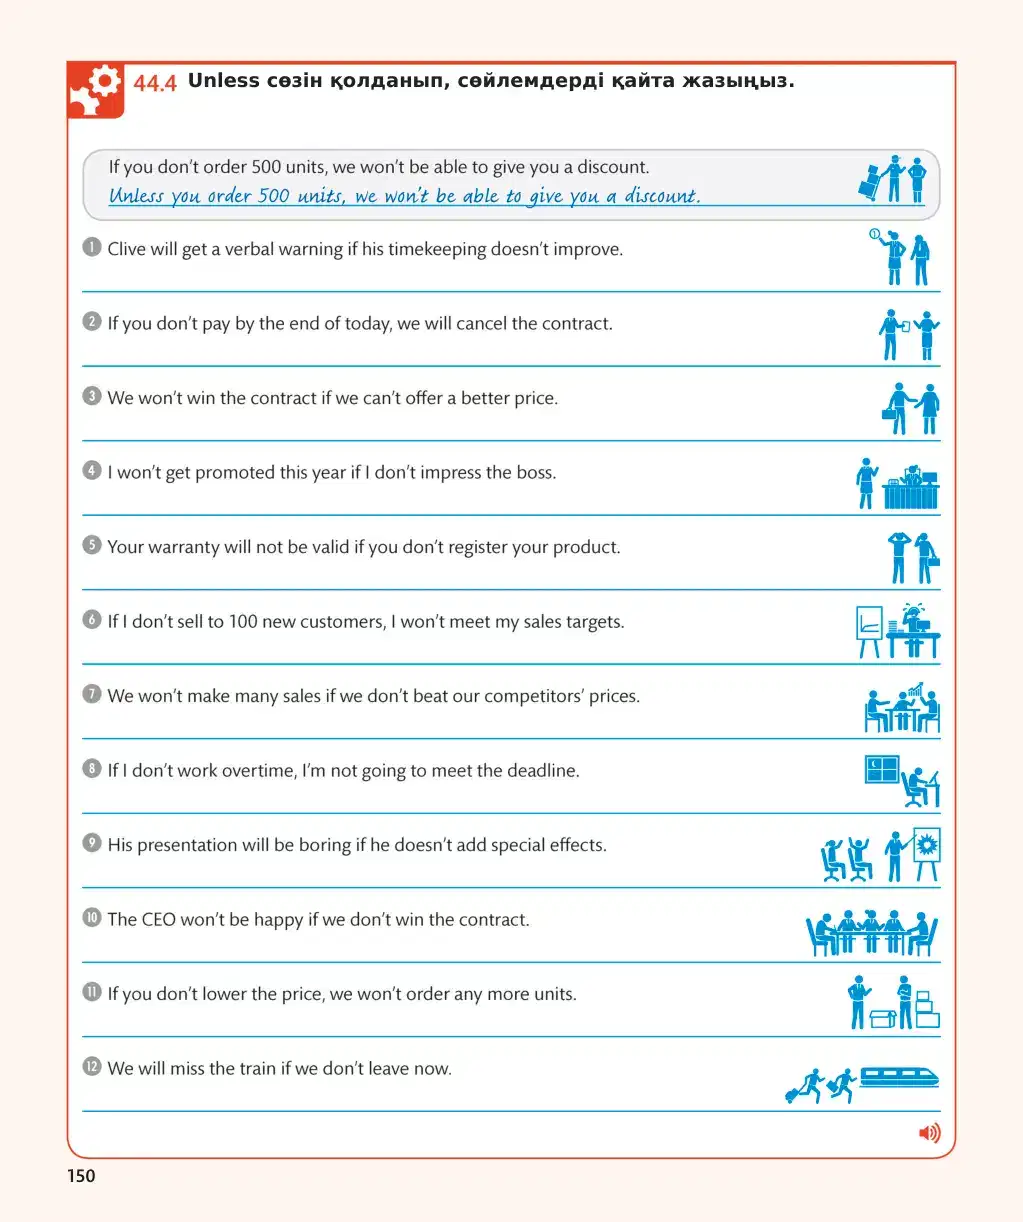 44.4 Unless сөзін қолданып, сөйлемдерді қайта жазыңыз.
If you don’t order 500 units, we won’t be able to give you a discount.
Unless you order 500 units, we won’t be able to give you a discount.
1 Clive will get a verbal warning if his timekeeping doesn’t improve.
2 If you don’t pay by the end of today, we will cancel the contract.
3 We won’t win the contract if we can’t offer a better price.
4 I won’t get promoted this year if I don’t impress the boss.
5 Your warranty will not be valid if you don’t register your product.
6 If I don’t sell to 100 new customers, I won’t meet my sales targets.
7 We won’t make many sales if we don’t beat our competitors’ prices.
8 If I don’t work overtime, I’m not going to meet the deadline.
9 His presentation will be boring if he doesn’t add special effects.
10 The CEO won’t be happy if we don’t win the contract.
11 If you don’t lower the price, we won’t order any more units.
12 We will miss the train if we don’t leave now.
150